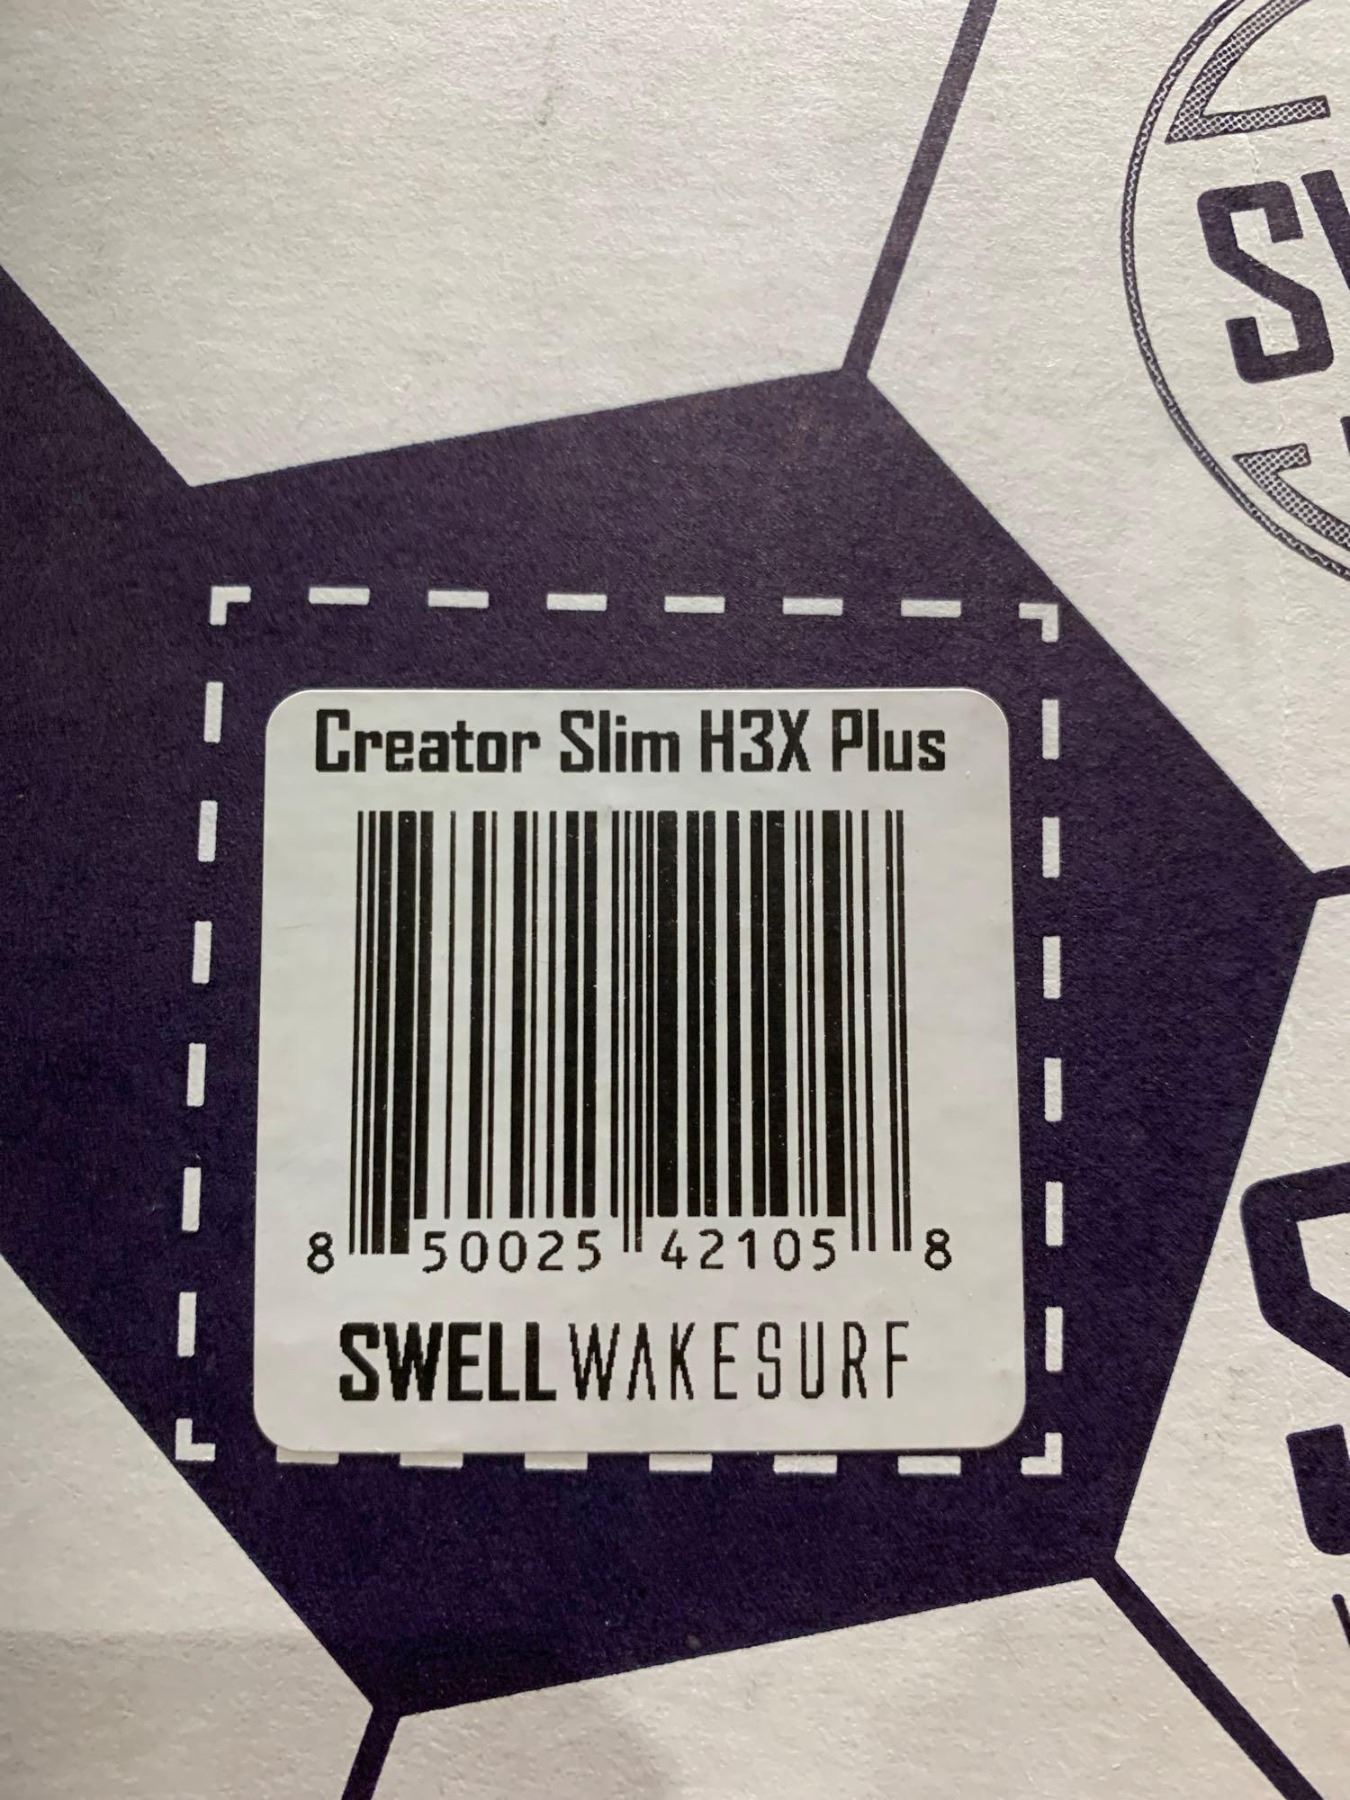 Creator Slim H3X Plus
8 50025 42105 8
SWELL WAKESURF